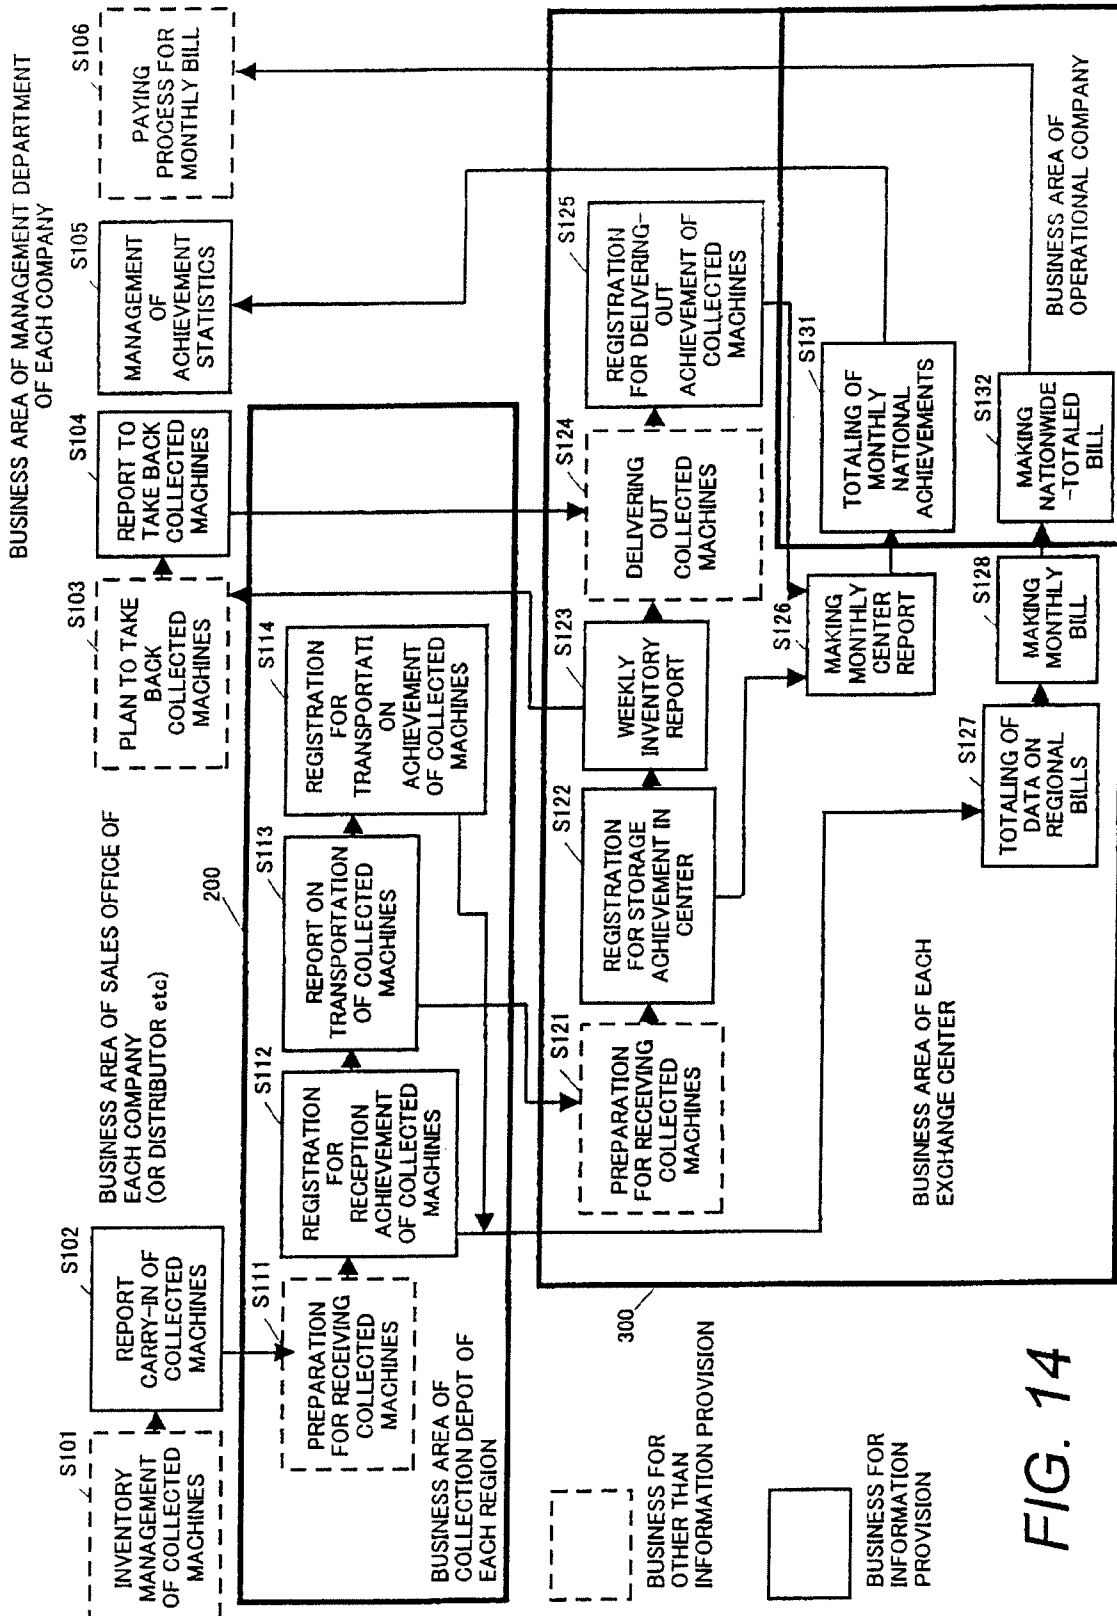 BUSINESS AREA OF MANAGEMENT DEPARTMENT
OF EACH COMPANY
BUSINESS AREA OF SALES OFFICE OF
EACH COMPANY
(OR DISTRIBUTOR etc)
S101
INVENTORY
MANAGEMENT
OF COLLECTED
MACHINES
S102
REPORT
CARRY-IN OF
COLLECTED
MACHINES
S103
PLAN TO TAKE
BACK
COLLECTED
MACHINES
S104
REPORT TO
TAKE BACK
COLLECTED
MACHINES
S105
MANAGEMENT
OF
ACHIEVEMENT
STATISTICS
S106
PAYING
PROCESS FOR
MONTHLY BILL
200
S111
PREPARATION
FOR RECEIVING
COLLECTED
MACHINES
S112
REGISTRATION
FOR
RECEPTION
ACHIEVEMENT
OF COLLECTED
MACHINES
S113
REPORT ON
TRANSPORTATION
OF COLLECTED
MACHINES
S114
REGISTRATION
FOR
TRANSPORTATI
ON
ACHIEVEMENT
OF COLLECTED
MACHINES
BUSINESS AREA OF
COLLECTION DEPOT OF
EACH REGION
300
S121
PREPARATION
FOR RECEIVING
COLLECTED
MACHINES
S122
REGISTRATION
FOR STORAGE
ACHIEVEMENT IN
CENTER
S123
WEEKLY
INVENTORY
REPORT
S124
DELIVERING
OUT
COLLECTED
MACHINES
S125
REGISTRATION
FOR DELIVERING-
OUT
ACHIEVEMENT OF
COLLECTED
MACHINES
S126
MAKING
MONTHLY
CENTER
REPORT
S131
TOTALING OF
MONTHLY
NATIONAL
ACHIEVEMENTS
S127
TOTALING OF
DATA ON
REGIONAL
BILLS
S128
MAKING
MONTHLY
BILL
S132
MAKING
NATIONWIDE
-TOTALED
BILL
BUSINESS AREA OF EACH
EXCHANGE CENTER
BUSINESS AREA OF
OPERATIONAL COMPANY
BUSINESS FOR
OTHER THAN
INFORMATION PROVISION
BUSINESS FOR
INFORMATION
PROVISION
FIG. 14